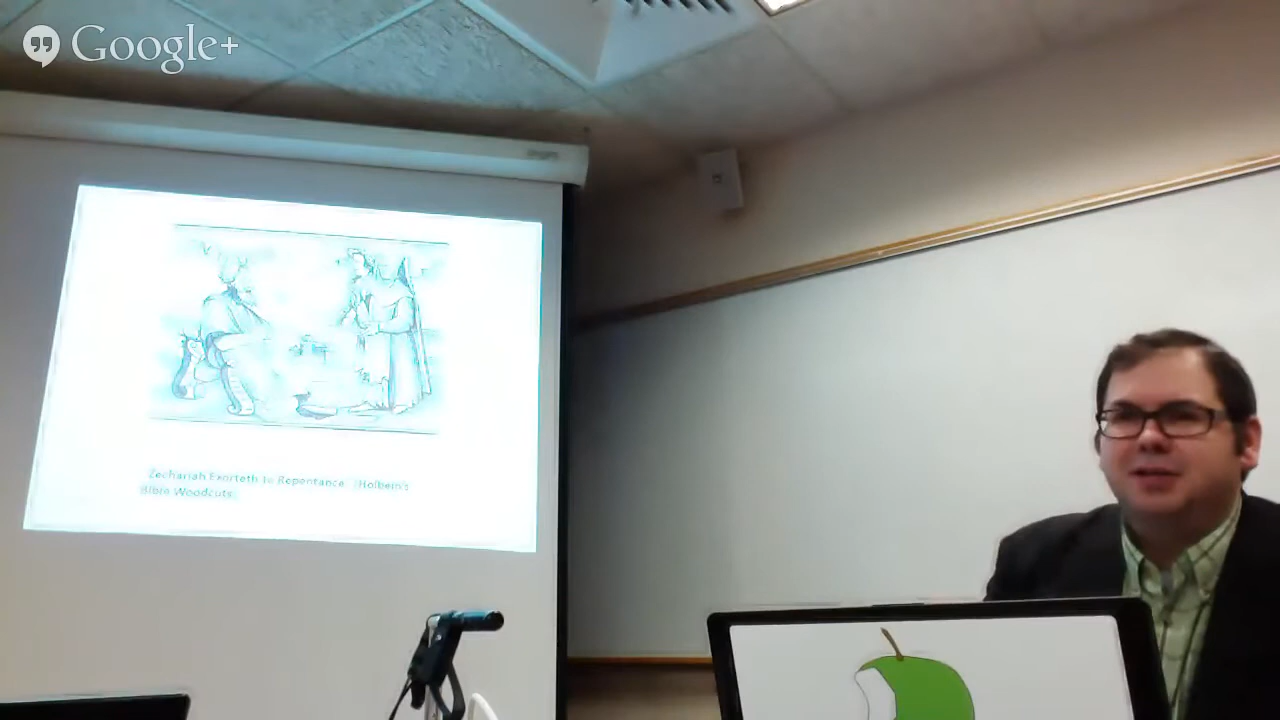 Google+
Zechariah Exorteth to Repentance. (Holbein's
Bible Woodcuts)